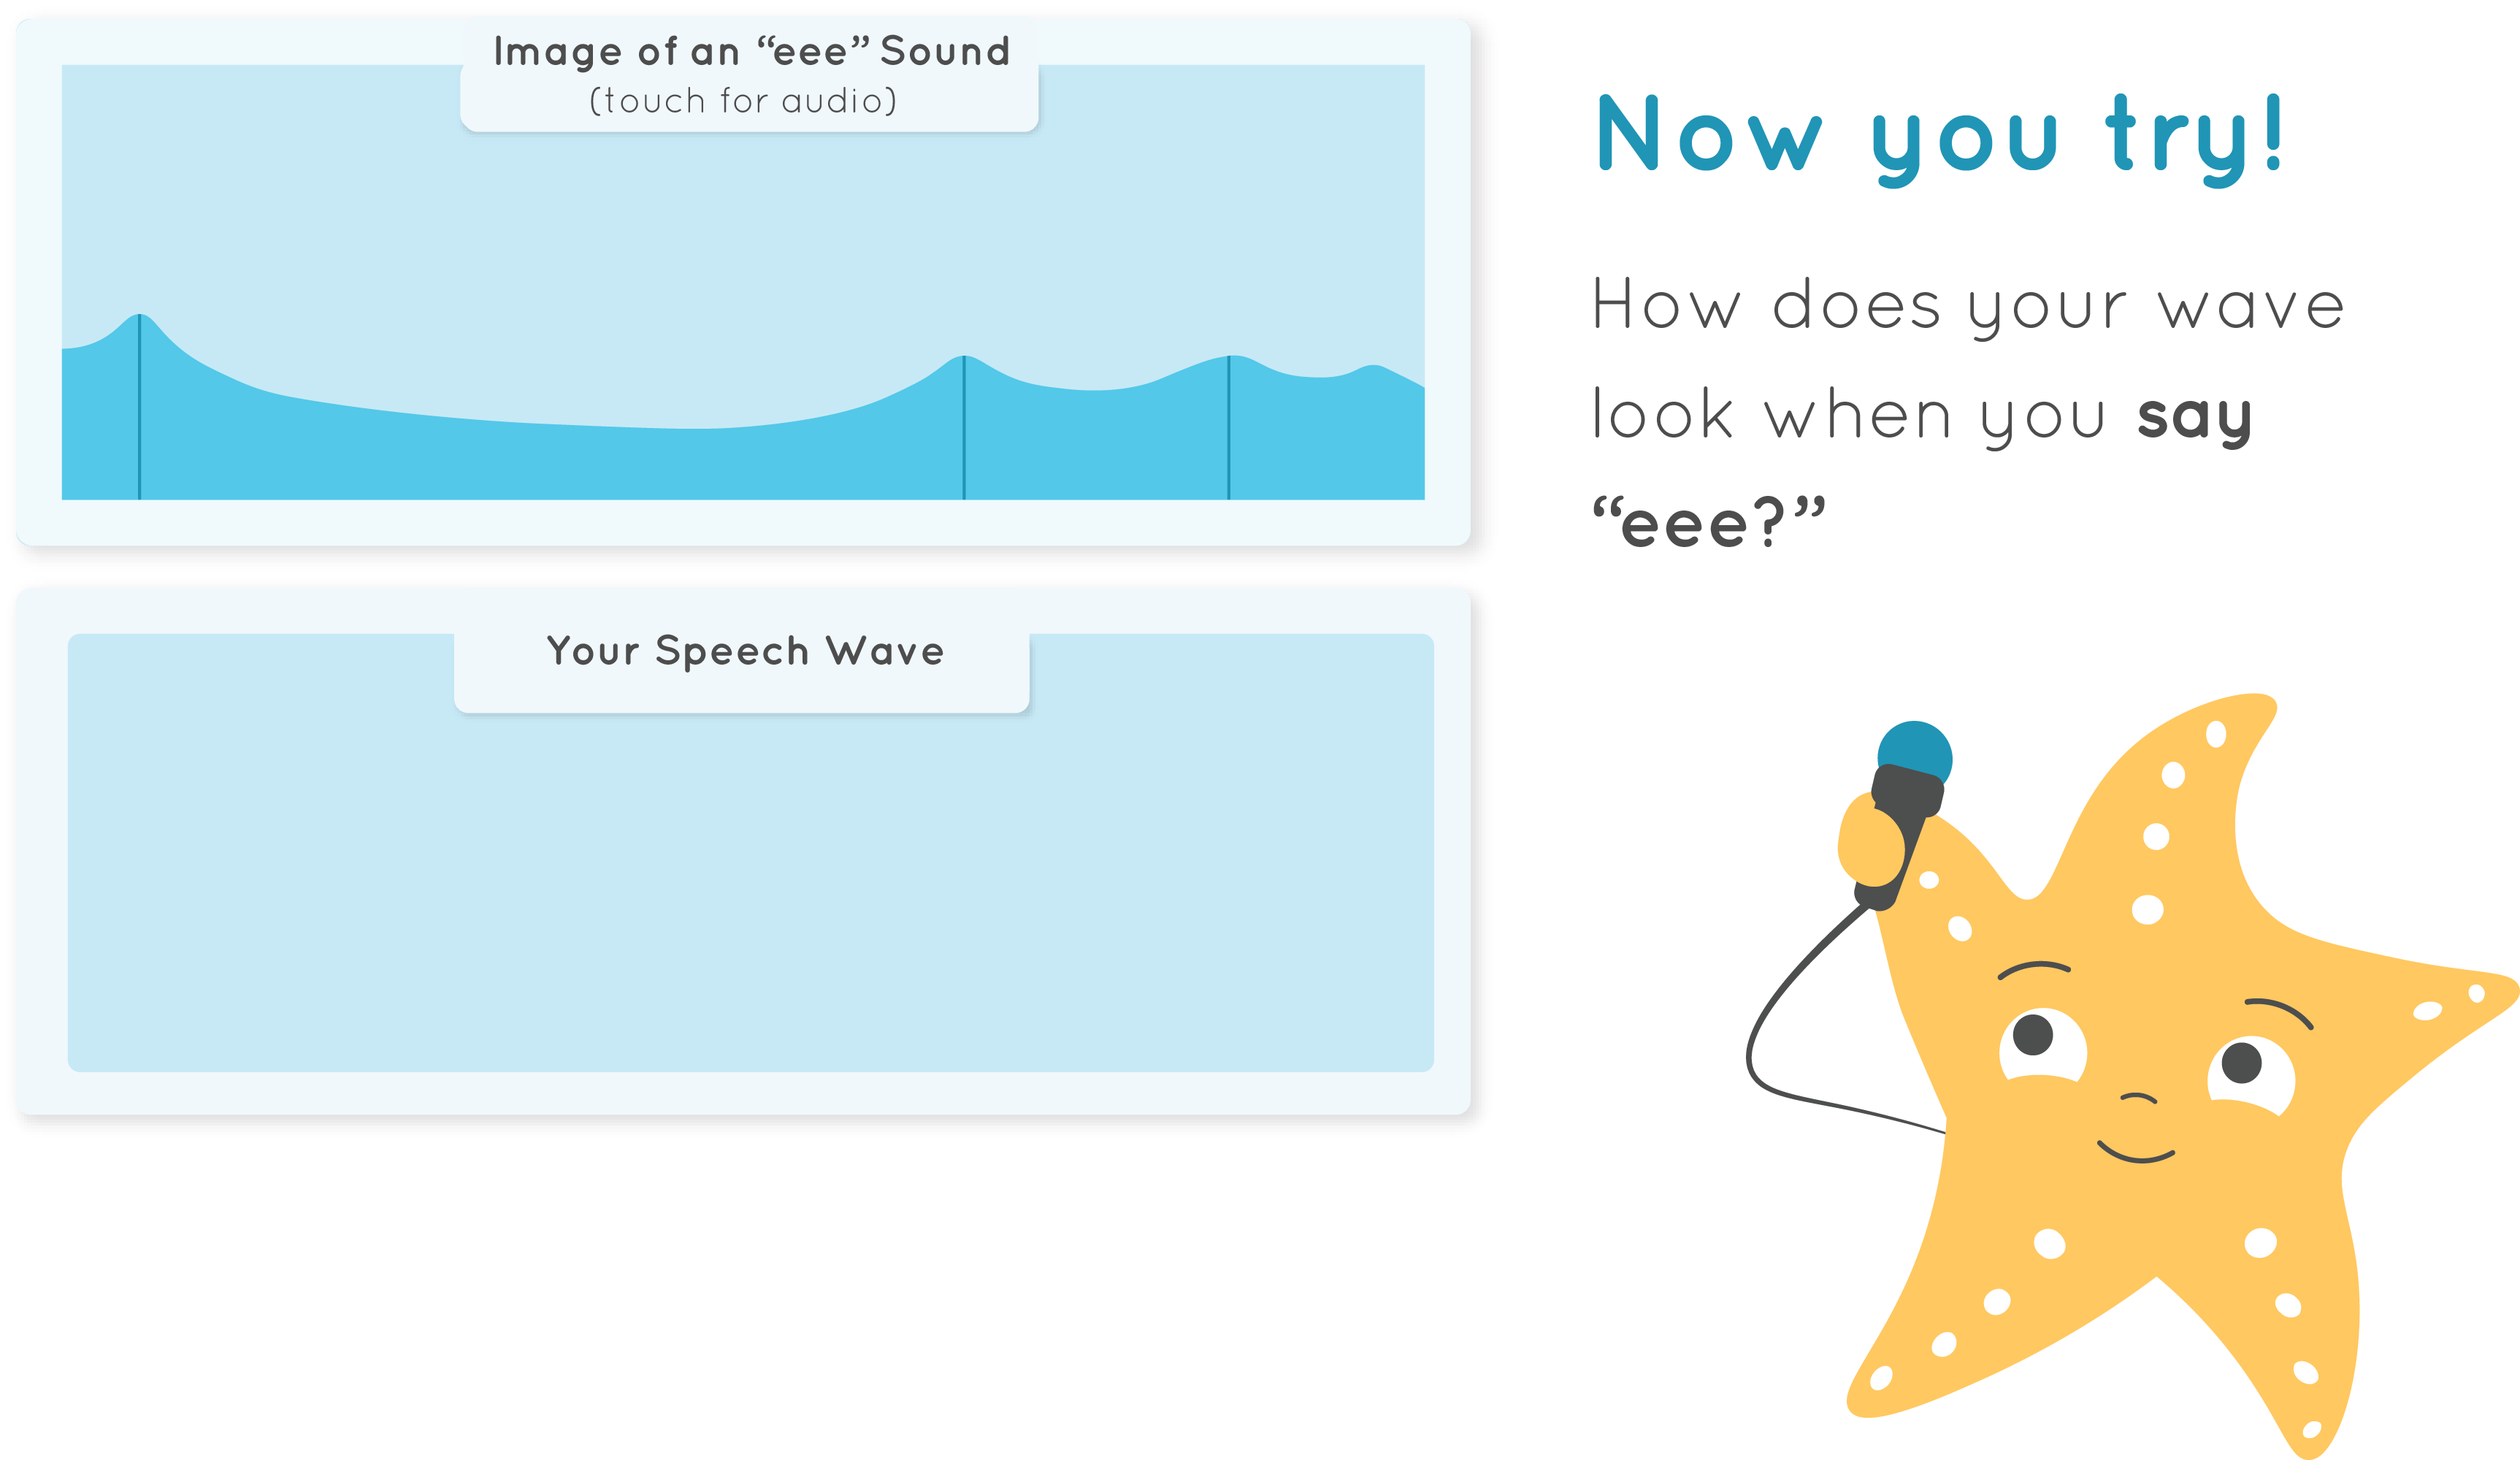 Image of an “eee” Sound
(touch for audio)
Now you try!
How does your wave
look when you say
“eee?”
Your Speech Wave